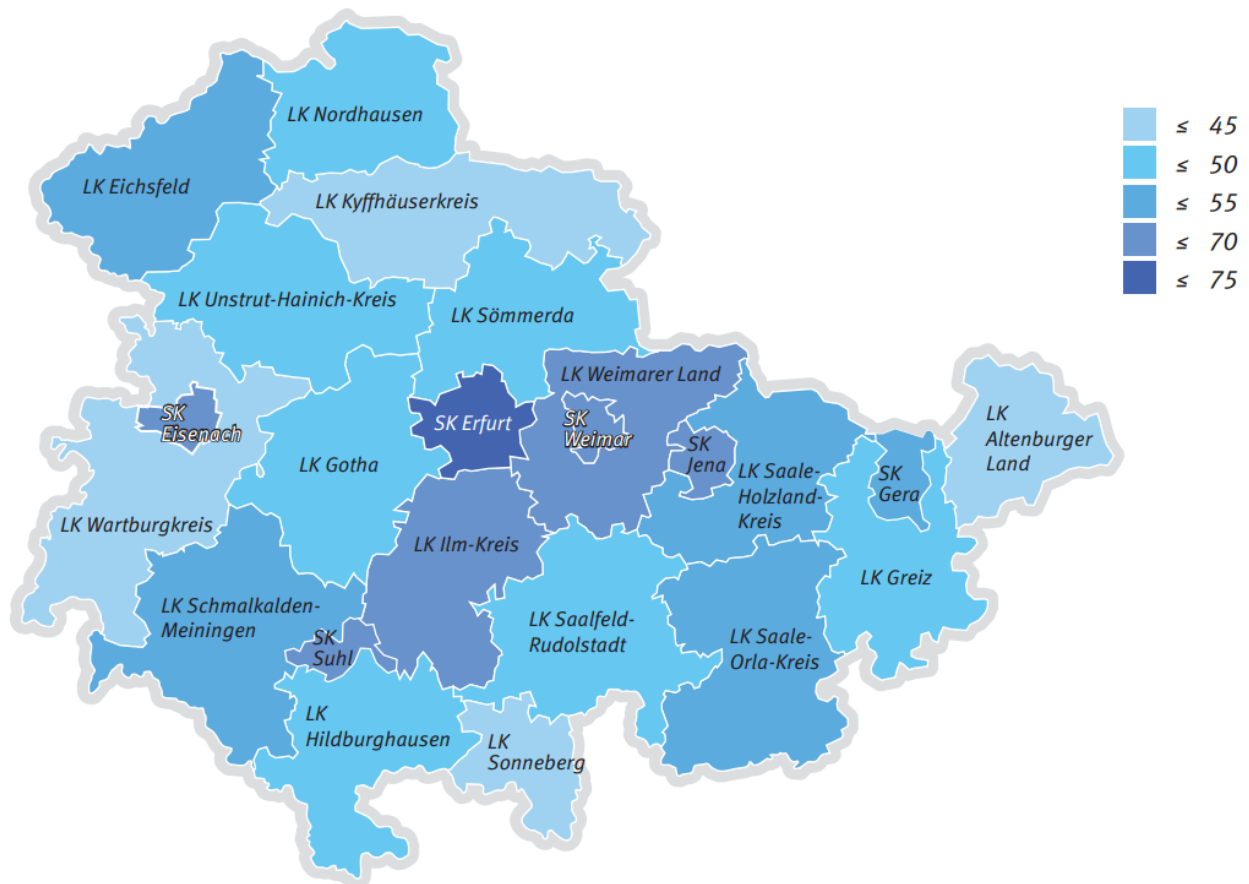 LK Nordhausen
≤ 45
≤ 50
LK Eichsfeld
LK Kyffhäuserkreis
≤ 55
≤ 70
≤ 75
LK Unstrut-Hainich-Kreis
LK Sömmerda
LK Weimarer Land
SK
Eisenach
SK Erfurt
SK
Weimar
SK
Jena
LK
Altenburger
Land
LK Gotha
LK Saale-
Holzland-
Kreis
SK
Gera
LK Wartburgkreis
LK Ilm-Kreis
LK Greiz
LK Schmalkalden-
Meiningen
SK
Suhl
LK Saalfeld-
Rudolstadt
LK Saale-
Orla-Kreis
LK
Hildburghausen
LK
Sonneberg